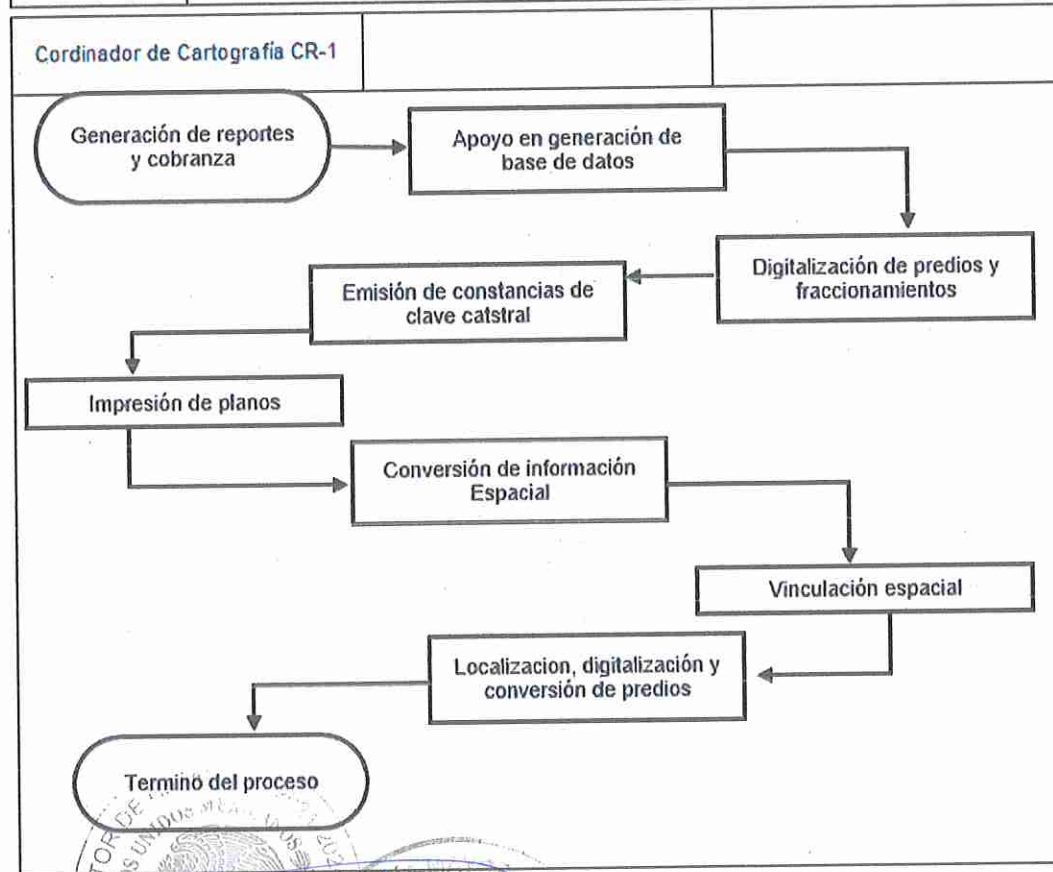 Cordinador de Cartografía CR-1
Generación de reportes
y cobranza
Apoyo en generación de
base de datos
Digitalización de predios y
fraccionamientos
Emisión de constancias de
clave catstral
Impresión de planos
Conversión de información
Espacial
Vinculación espacial
Localizacion, digitalización y
conversión de predios
Termino del proceso